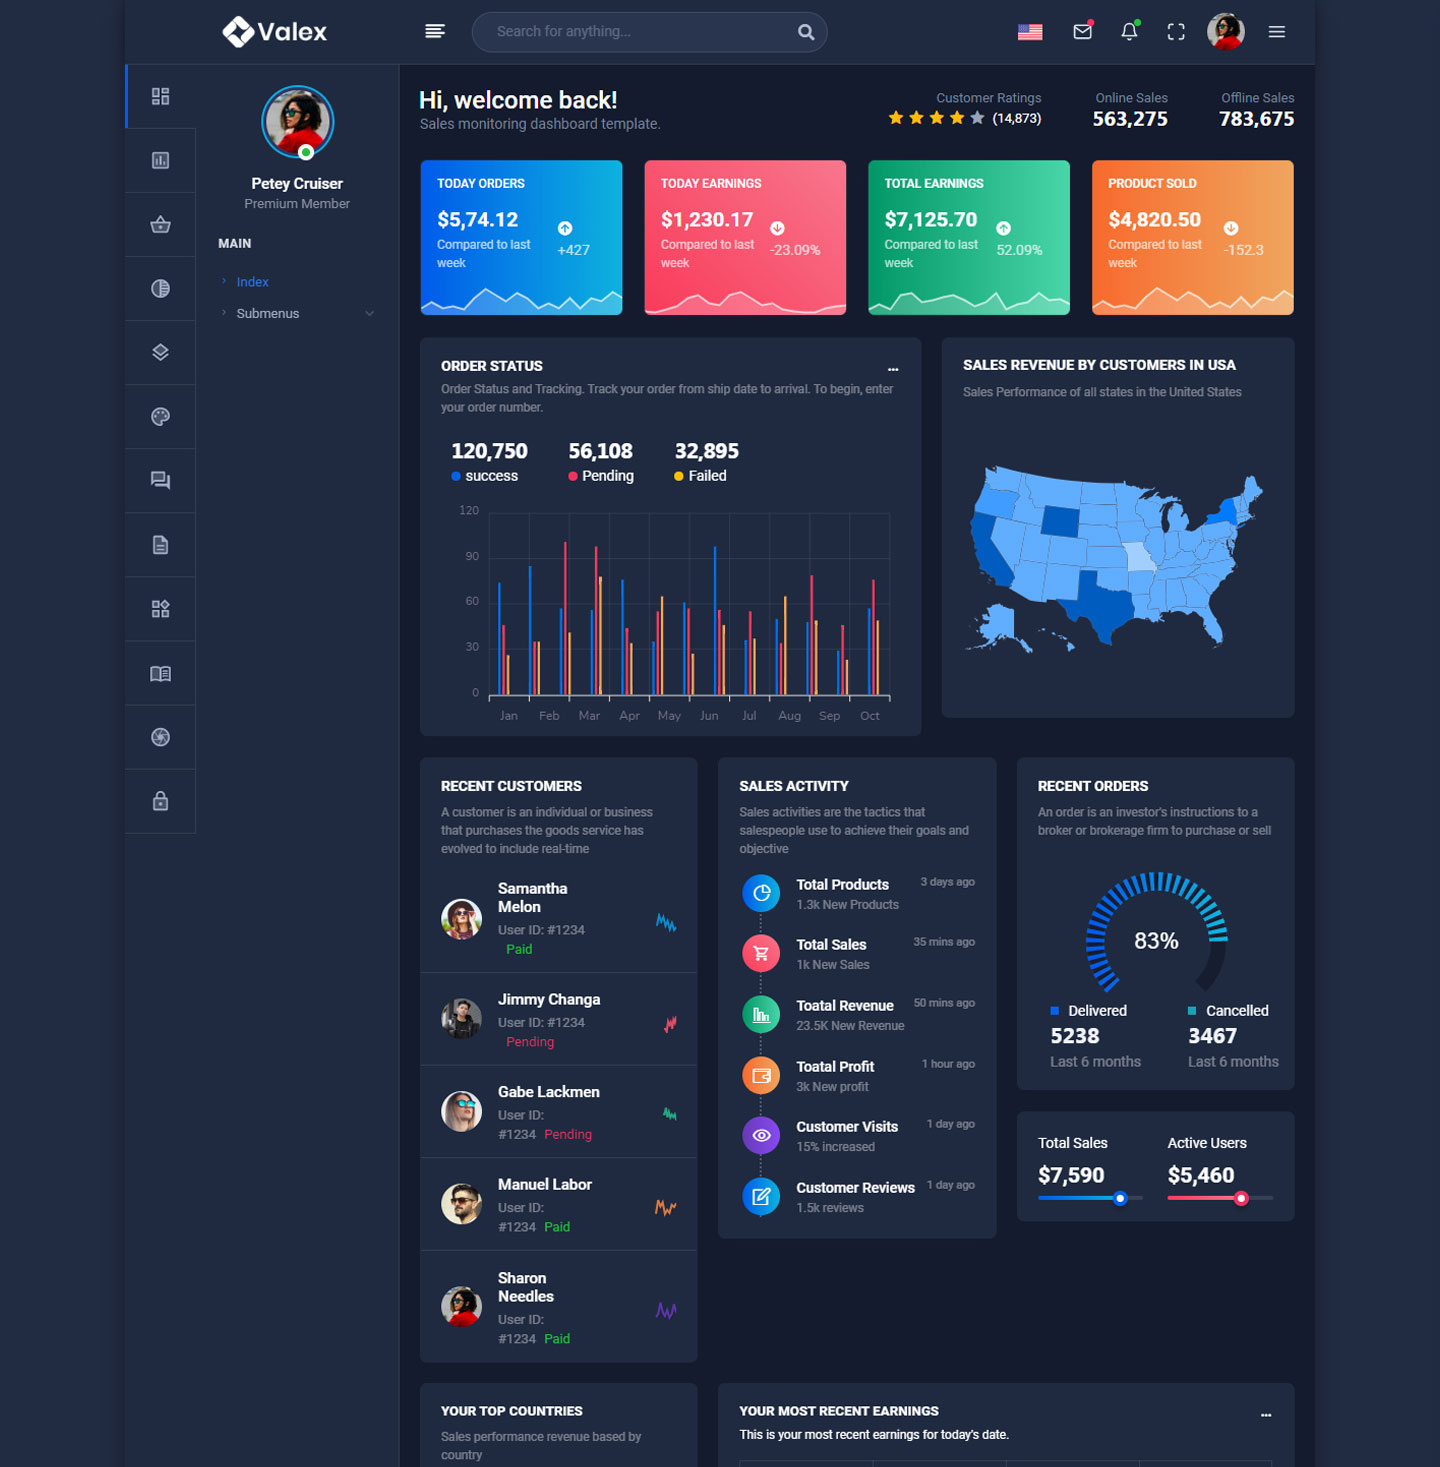 Valex
Search for anything...
Petey Cruiser
Premium Member
MAIN
Index
Submenus
Hi, welcome back!
Sales monitoring dashboard template.
Customer Ratings
(14,873)
Online Sales
563,275
Offline Sales
783,675
TODAY ORDERS
$5,74.12
Compared to last
week
+427
TODAY EARNINGS
$1,230.17
Compared to last
week
-23.09%
TOTAL EARNINGS
$7,125.70
Compared to last
week
52.09%
PRODUCT SOLD
$4,820.50
Compared to last
week
-152.3
ORDER STATUS
...
Order Status and Tracking. Track your order from ship date to arrival. To begin, enter
your order number.
120,750
success
56,108
Pending
32,895
Failed
120
90
60
30
0
Jan Feb Mar Apr May Jun Jul Aug Sep Oct
SALES REVENUE BY CUSTOMERS IN USA
Sales Performance of all states in the United States
RECENT CUSTOMERS
A customer is an individual or business
that purchases the goods service has
evolved to include real-time
Samantha
Melon
User ID: #1234
Paid
Jimmy Changa
User ID: #1234
Pending
Gabe Lackmen
User ID:
#1234 Pending
Manuel Labor
User ID:
#1234 Paid
Sharon
Needles
User ID:
#1234 Paid
SALES ACTIVITY
Sales activities are the tactics that
salespeople use to achieve their goals and
objective
Total Products 3 days ago
1.3k New Products
Total Sales 35 mins ago
1k New Sales
Toatal Revenue 50 mins ago
23.5K New Revenue
Toatal Profit 1 hour ago
3k New profit
Customer Visits 1 day ago
15% increased
Customer Reviews 1 day ago
1.5k reviews
RECENT ORDERS
An order is an investor's instructions to a
broker or brokerage firm to purchase or sell
83%
Delivered
5238
Last 6 months
Cancelled
3467
Last 6 months
Total Sales
$7,590
Active Users
$5,460
YOUR TOP COUNTRIES
Sales performance revenue based by
country
YOUR MOST RECENT EARNINGS
...
This is your most recent earnings for today's date.